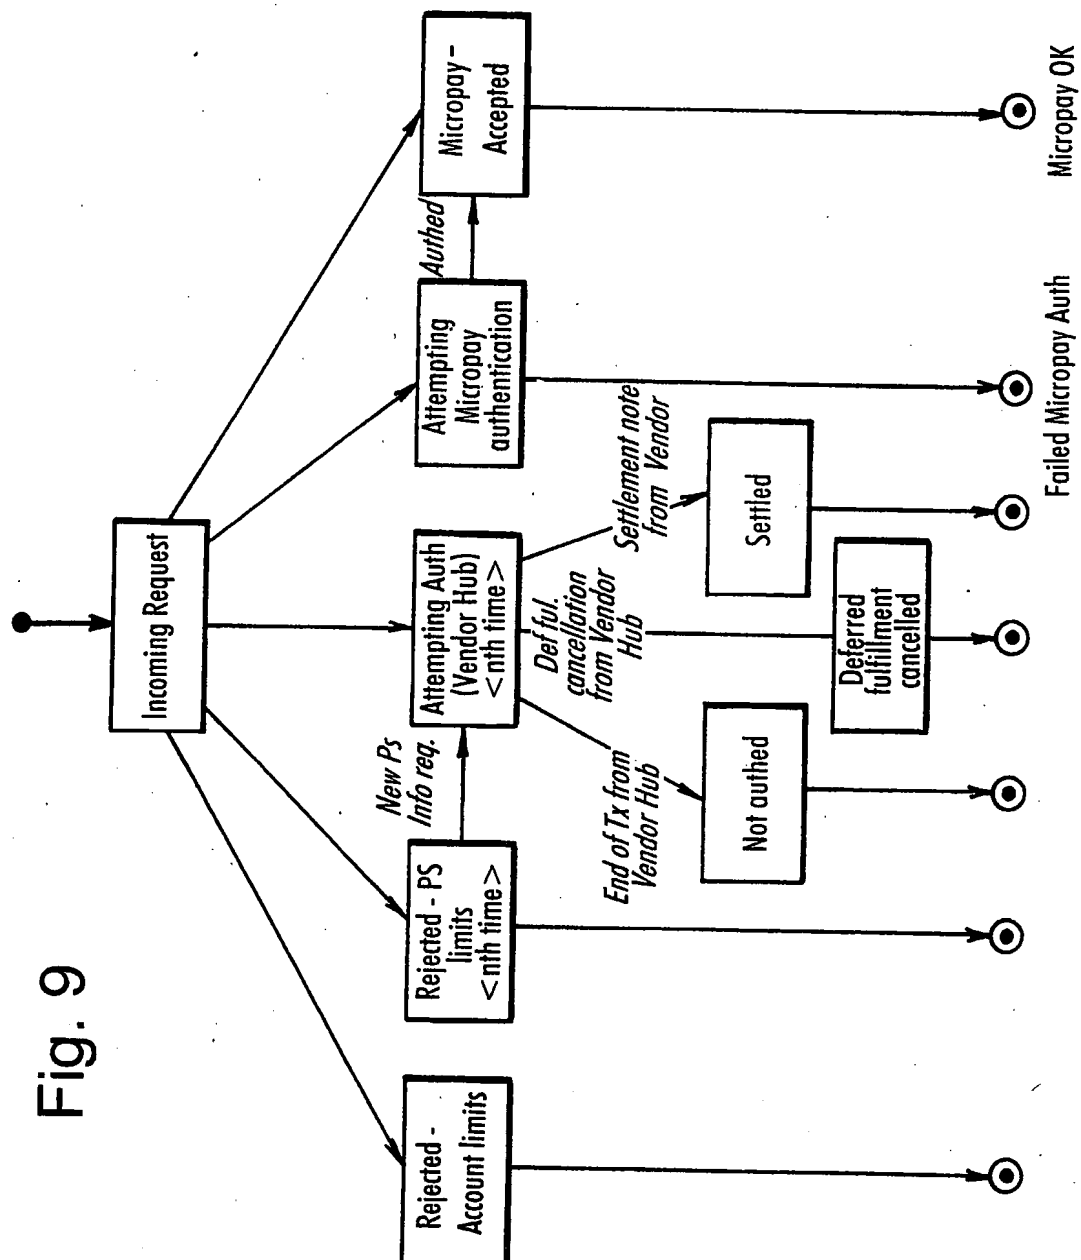 Fig. 9
Incoming Request
Rejected -
Account limits
Rejected - PS
limits
<nth time>
New Ps
Info req.
Attempting Auth
(Vendor Hub)
<nth time>
Attempting
Micropay
authentication
Authed
Micropay -
Accepted
End of Tx from
Vendor Hub
Def ful.
cancellation
from Vendor
Hub
Settlement note
from Vendor
Not authed
Deferred
fulfillment
cancelled
Settled
Failed Micropay Auth
Micropay OK